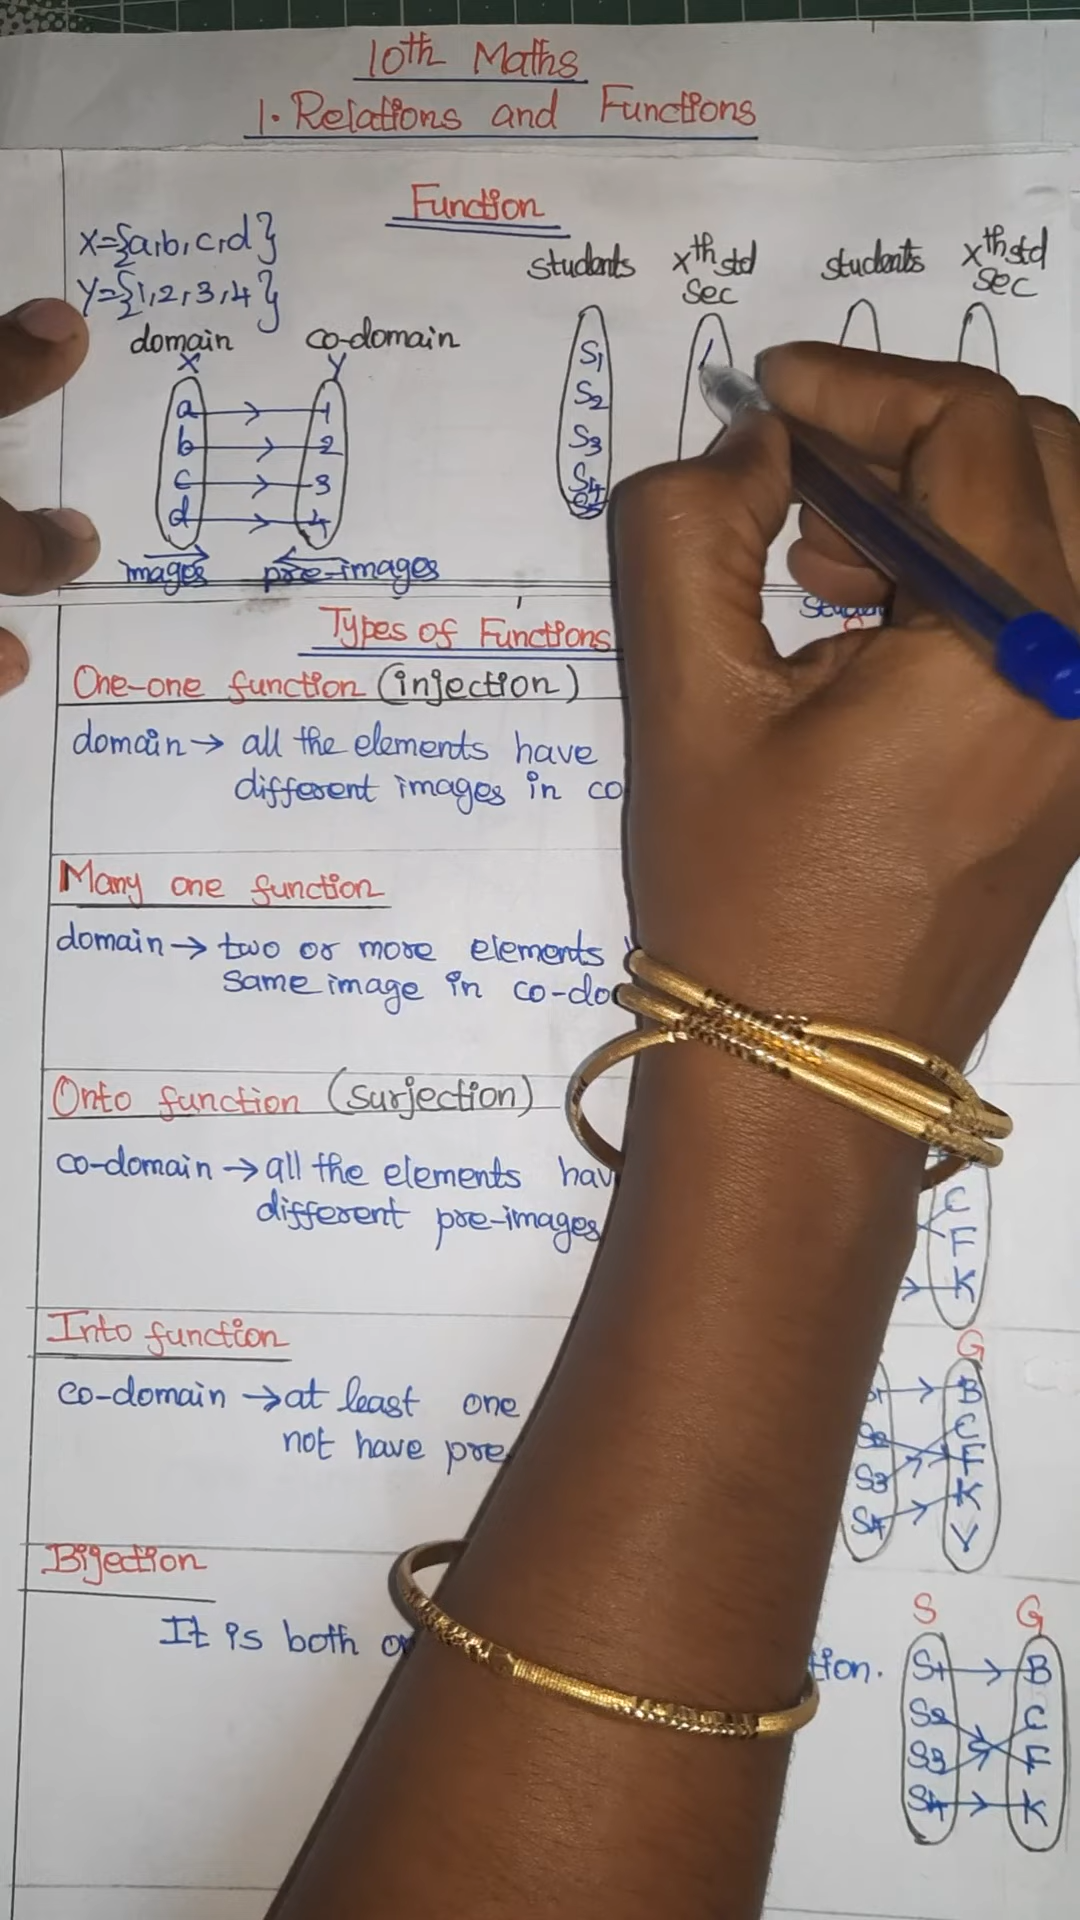 10th Maths
1. Relations and Functions
Function
X={a,b,c,d}
Y={1,2,3,4}
domain
co-domain
X
Y
a
1
b
2
c
3
d
4
images
pre-images
students
Xth std
sec
S1
S2
S3
S4
students
Xth std
sec
Types of Functions
One-one function (injection)
domain → all the elements have
different images in co
Many one function
domain → two or more elements
same image in co-do
Onto function (surjection)
co-domain → all the elements hav
different pre-images
C
F
K
Into function
co-domain → at least one
not have pre
G
B
S2
C
S3
F
S4
K
V
Bijection
It is both o
tion.
S
G
S1
B
S2
C
S3
F
S4
K